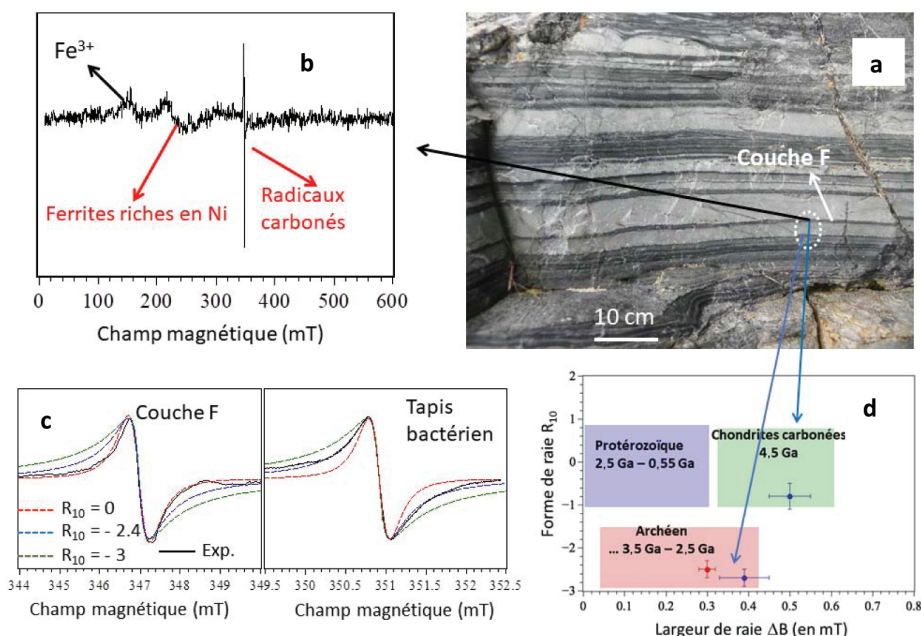 b
Fe3+
Ferrites riches en Ni
Radicaux
carbonés
0 100 200 300 400 500 600
Champ magnétique (mT)
a
Couche F
10 cm
c
Couche F
R10 = 0
R10 = - 2.4
R10 = - 3
Exp.
344 345 346 347 348 349
Champ magnétique (mT)
Tapis
bactérien
350 350.5 351 351.5 352 352.5
Champ magnétique (mT)
d
Forme de raie R10
2
1
0
−1
−2
−3
Protérozoïque
2,5 Ga – 0,55 Ga
Chondrites carbonées
4,5 Ga
Archéen
... 3,5 Ga – 2,5 Ga
0 0.1 0.2 0.3 0.4 0.5 0.6 0.7 0.8
Largeur de raie ΔB (en mT)